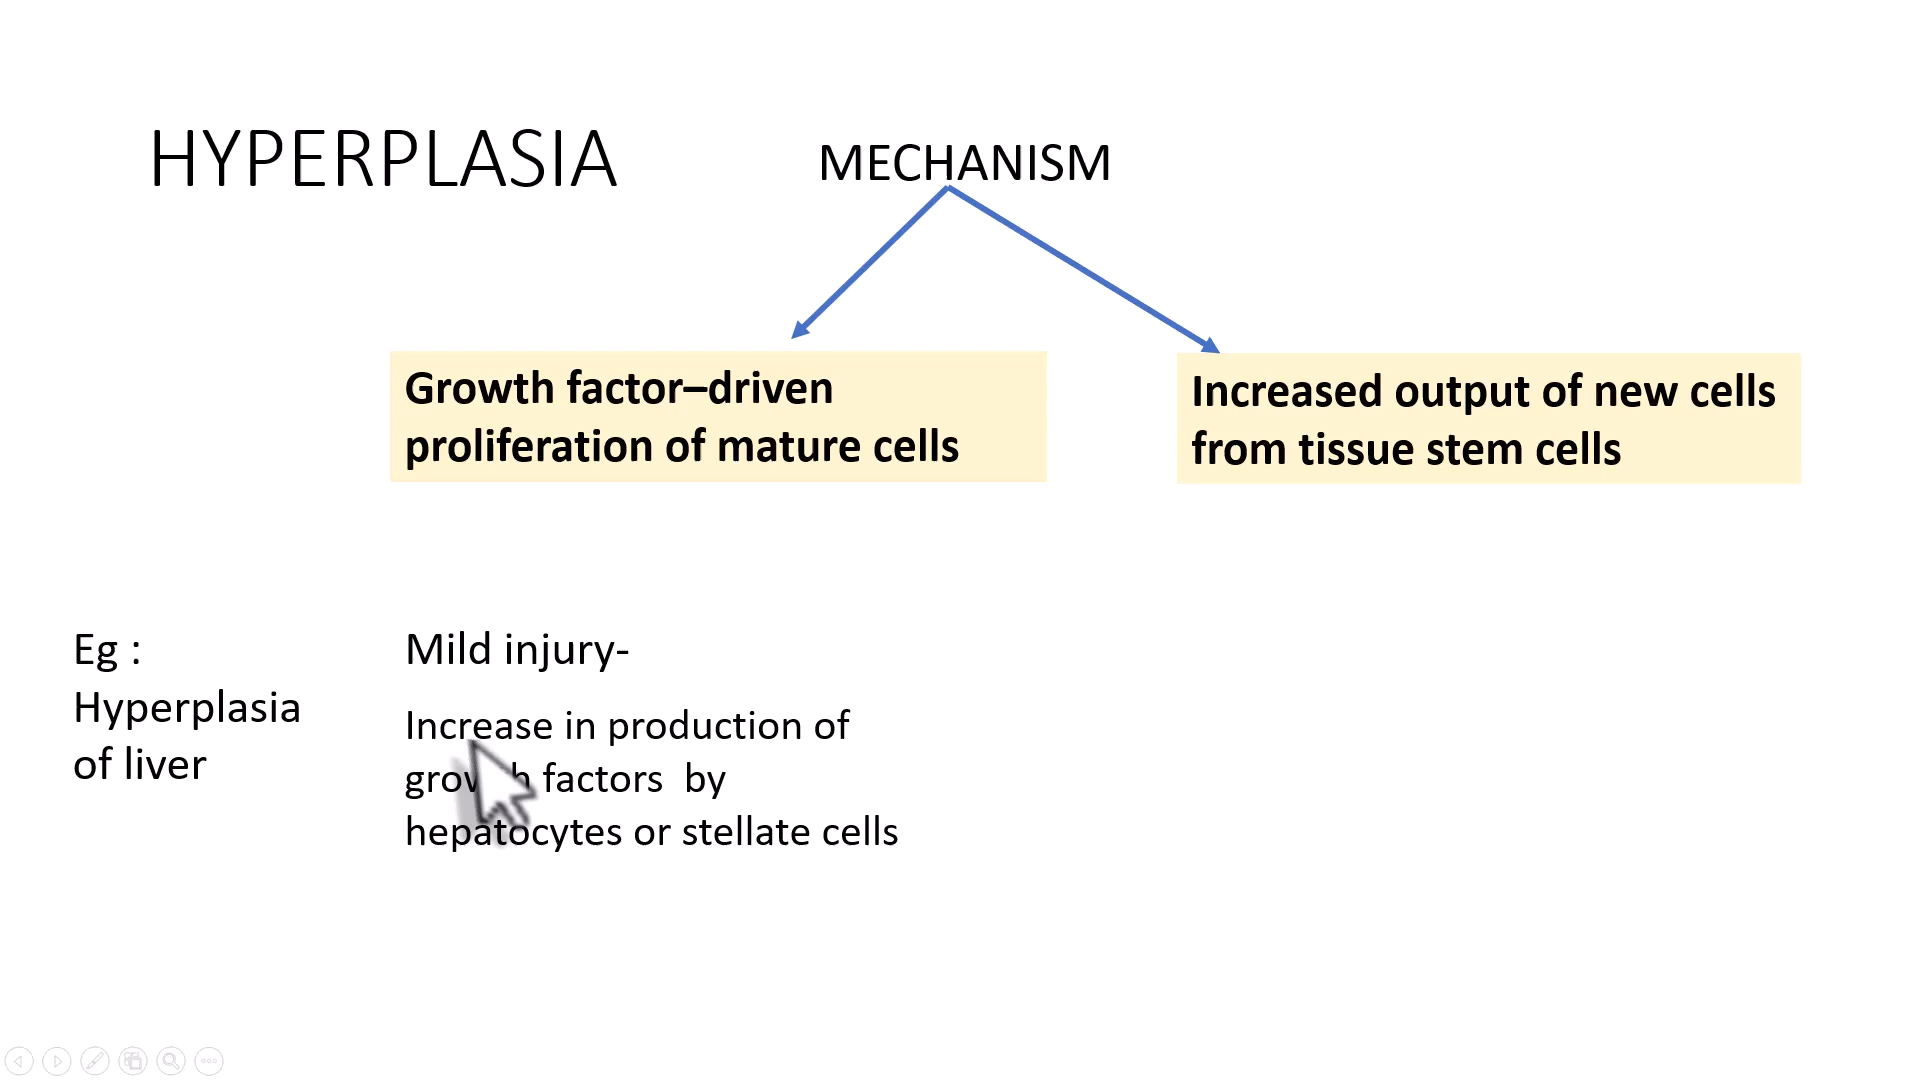 HYPERPLASIA
MECHANISM
Growth factor–driven
proliferation of mature cells
Increased output of new cells
from tissue stem cells
Eg :
Hyperplasia
of liver
Mild injury-
Increase in production of
growth factors by
hepatocytes or stellate cells